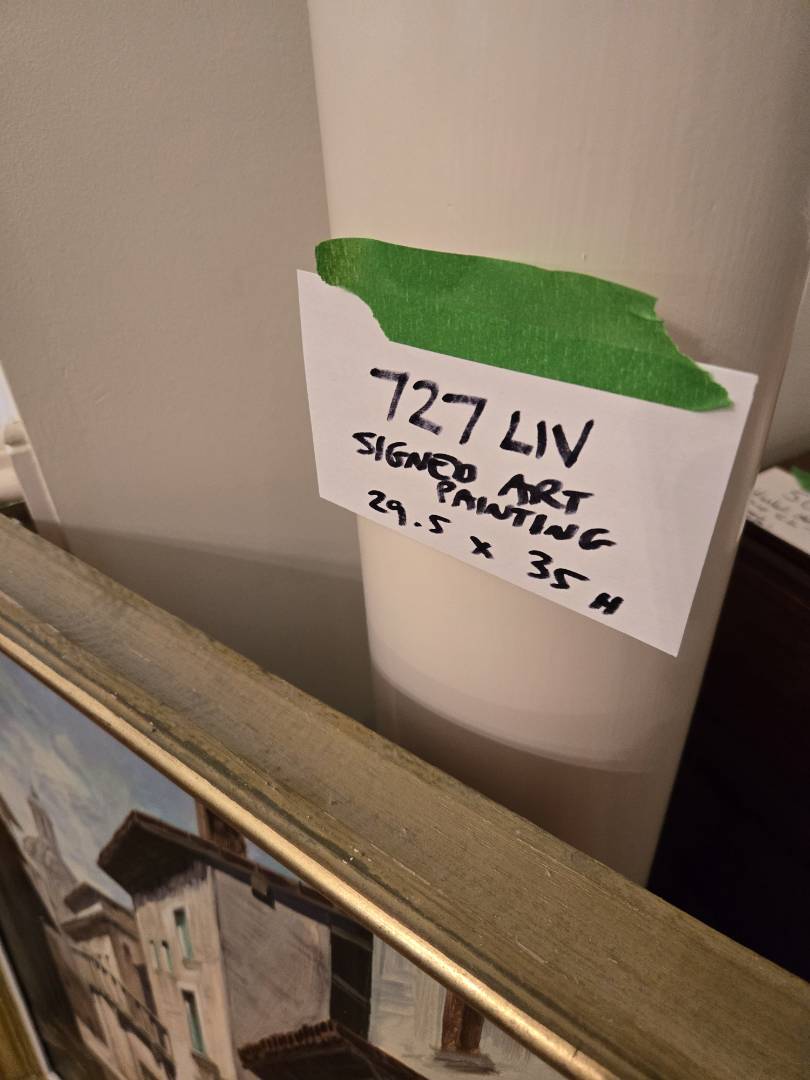 727 LIV
SIGNED ART
PAINTING
29.5 x 35 H